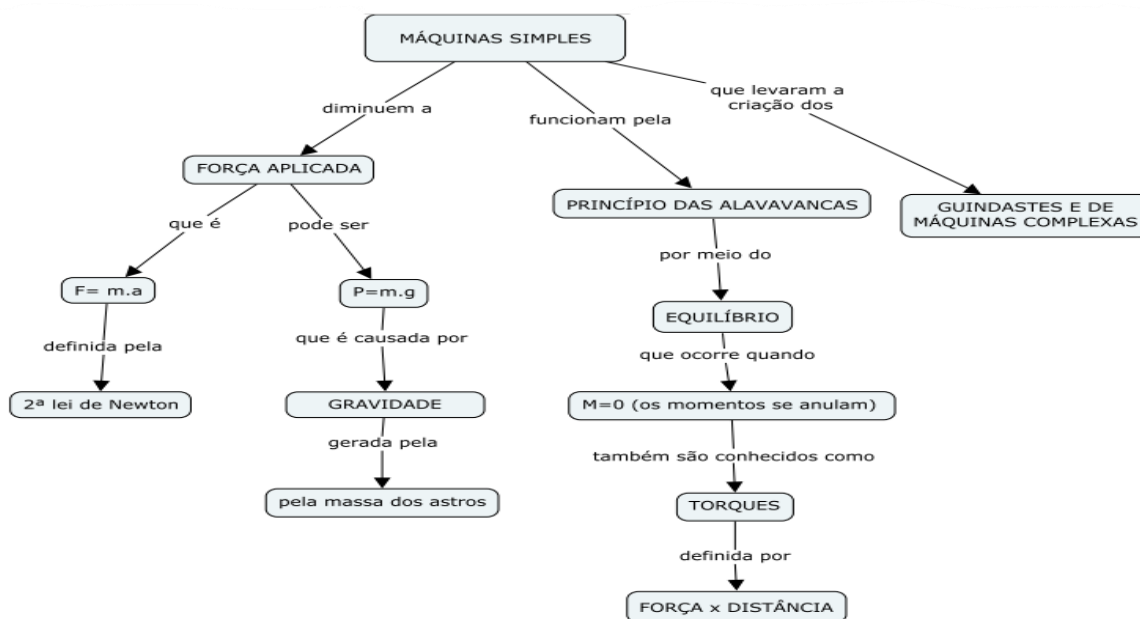 MÁQUINAS SIMPLES
diminuem a
funcionam pela
que levaram a
criação dos
FORÇA APLICADA
PRINCÍPIO DAS ALAVAVANCAS
GUINDASTES E DE
MÁQUINAS COMPLEXAS
que é
pode ser
por meio do
F= m.a
P=m.g
EQUILÍBRIO
definida pela
que é causada por
que ocorre quando
2ª lei de Newton
GRAVIDADE
M=0 (os momentos se anulam)
gerada pela
também são conhecidos como
pela massa dos astros
TORQUES
definida por
FORÇA x DISTÂNCIA